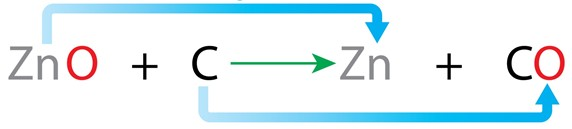 ZnO + C → Zn + CO